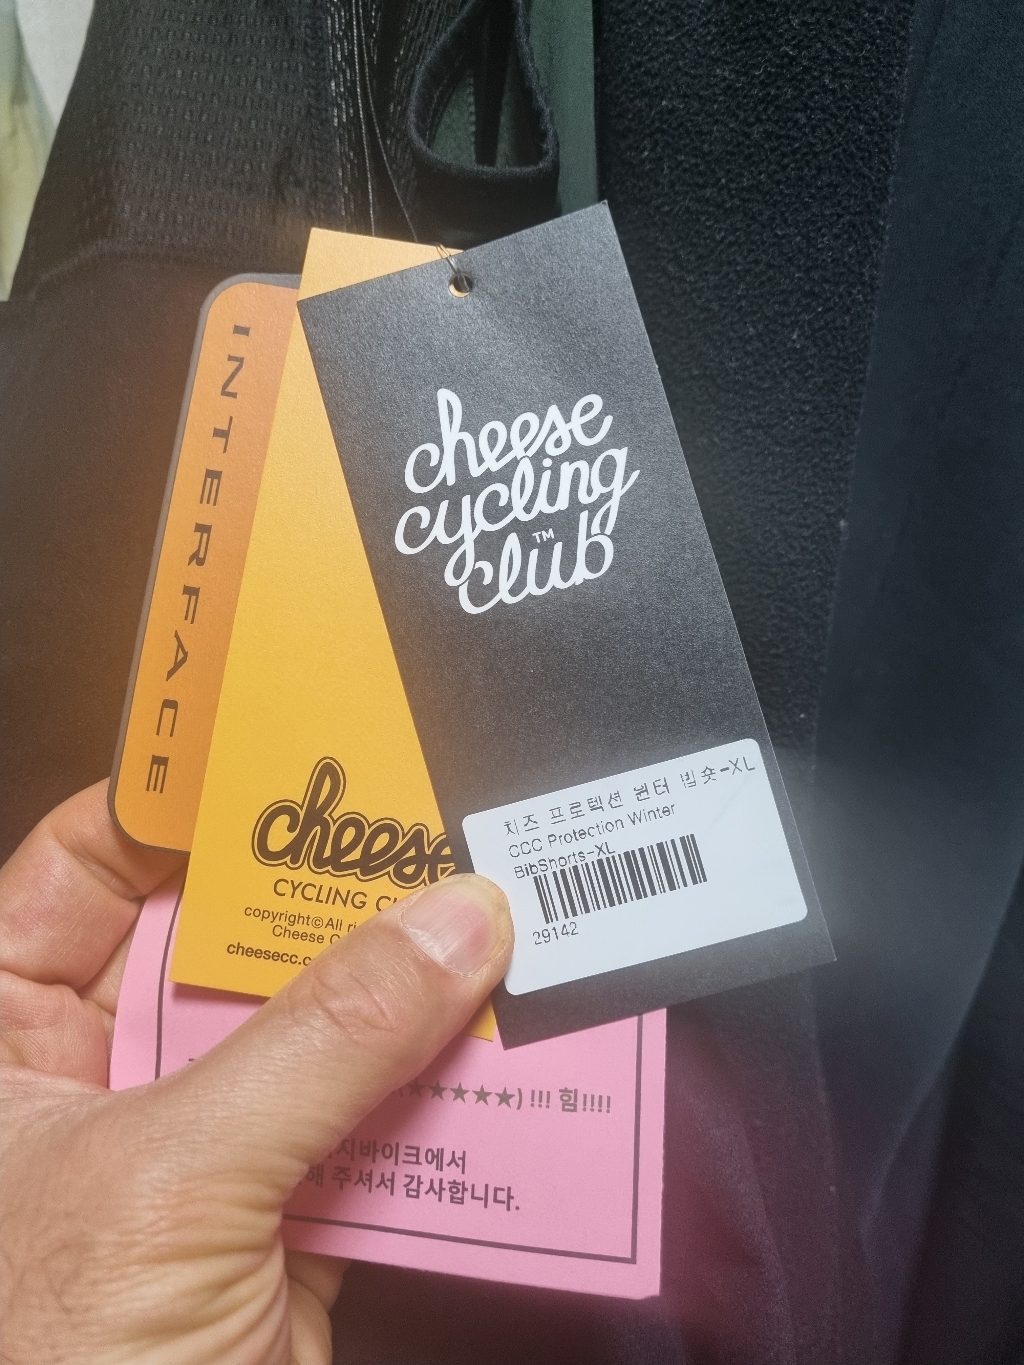 INTERFACE
cheese
CYCLING
copyright©All
Cheese
cheesecc.
cheese
cycling
club
TM
치즈 프로텍션 윈터 빕숏-XL
CCC Protection Winter
BibShorts-XL
29142
(★★★★★) !!! 힘!!!!
지바이크에서
해 주셔서 감사합니다.